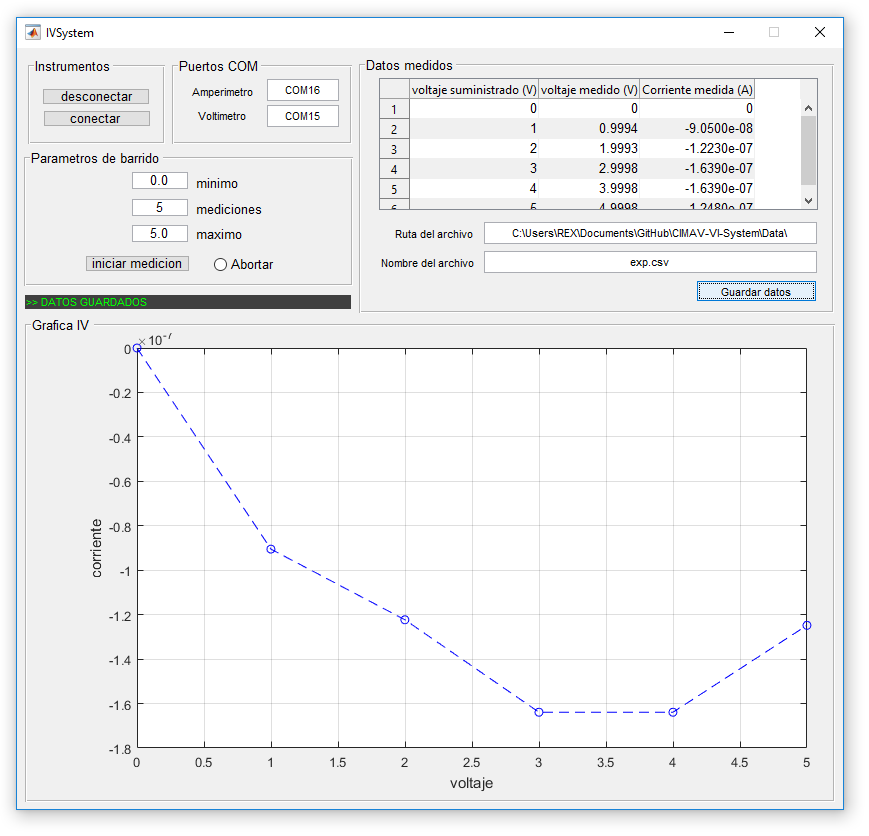 IVSystem
Instrumentos
desconectar
conectar
Puertos COM
Amperimetro COM16
Voltimetro COM15
Parametros de barrido
0.0 minimo
5 mediciones
5.0 maximo
iniciar medicion Abortar
>> DATOS GUARDADOS
Datos medidos
voltaje suministrado (V) voltaje medido (V) Corriente medida (A)
1 0 0 0
2 1 0.9994 -9.0500e-08
3 2 1.9993 -1.2230e-07
4 3 2.9998 -1.6390e-07
5 4 3.9998 -1.6390e-07
6 5 4.9998 -1.2480e-07
Ruta del archivo C:\Users\REX\Documents\GitHub\CIMAV-VI-System\Data\
Nombre del archivo exp.csv
Guardar datos
Grafica IV
×10-7
0
-0.2
-0.4
-0.6
-0.8
-1
-1.2
-1.4
-1.6
-1.8
corriente
0 0.5 1 1.5 2 2.5 3 3.5 4 4.5 5
voltaje